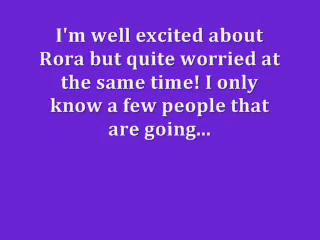 I'm well excited about
Rora but quite worried at
the same time! I only
know a few people that
are going...